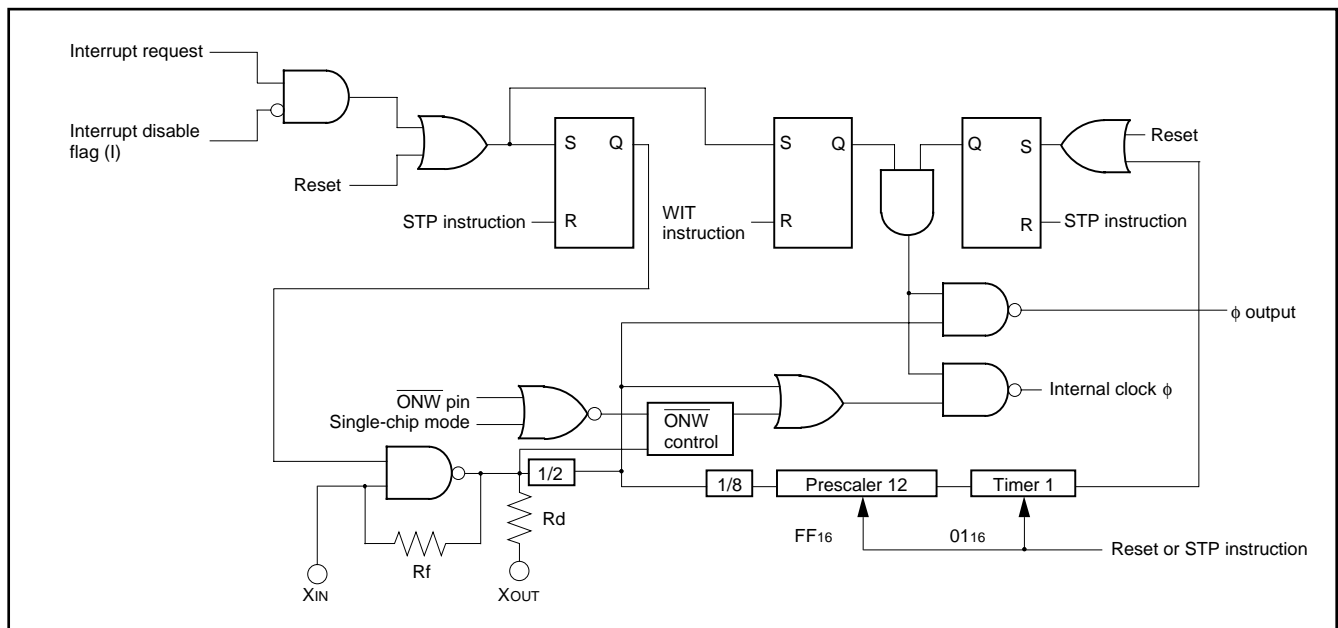 Interrupt request
Interrupt disable
flag (I)
Reset
S
Q
R
STP instruction
S
Q
R
WIT
instruction
Q
S
R
Reset
STP instruction
ϕ output
Internal clock ϕ
ONW pin
Single-chip mode
ONW
control
1/2
1/8
Prescaler 12
Timer 1
Rd
Rf
FF16
0116
Reset or STP instruction
XIN
XOUT